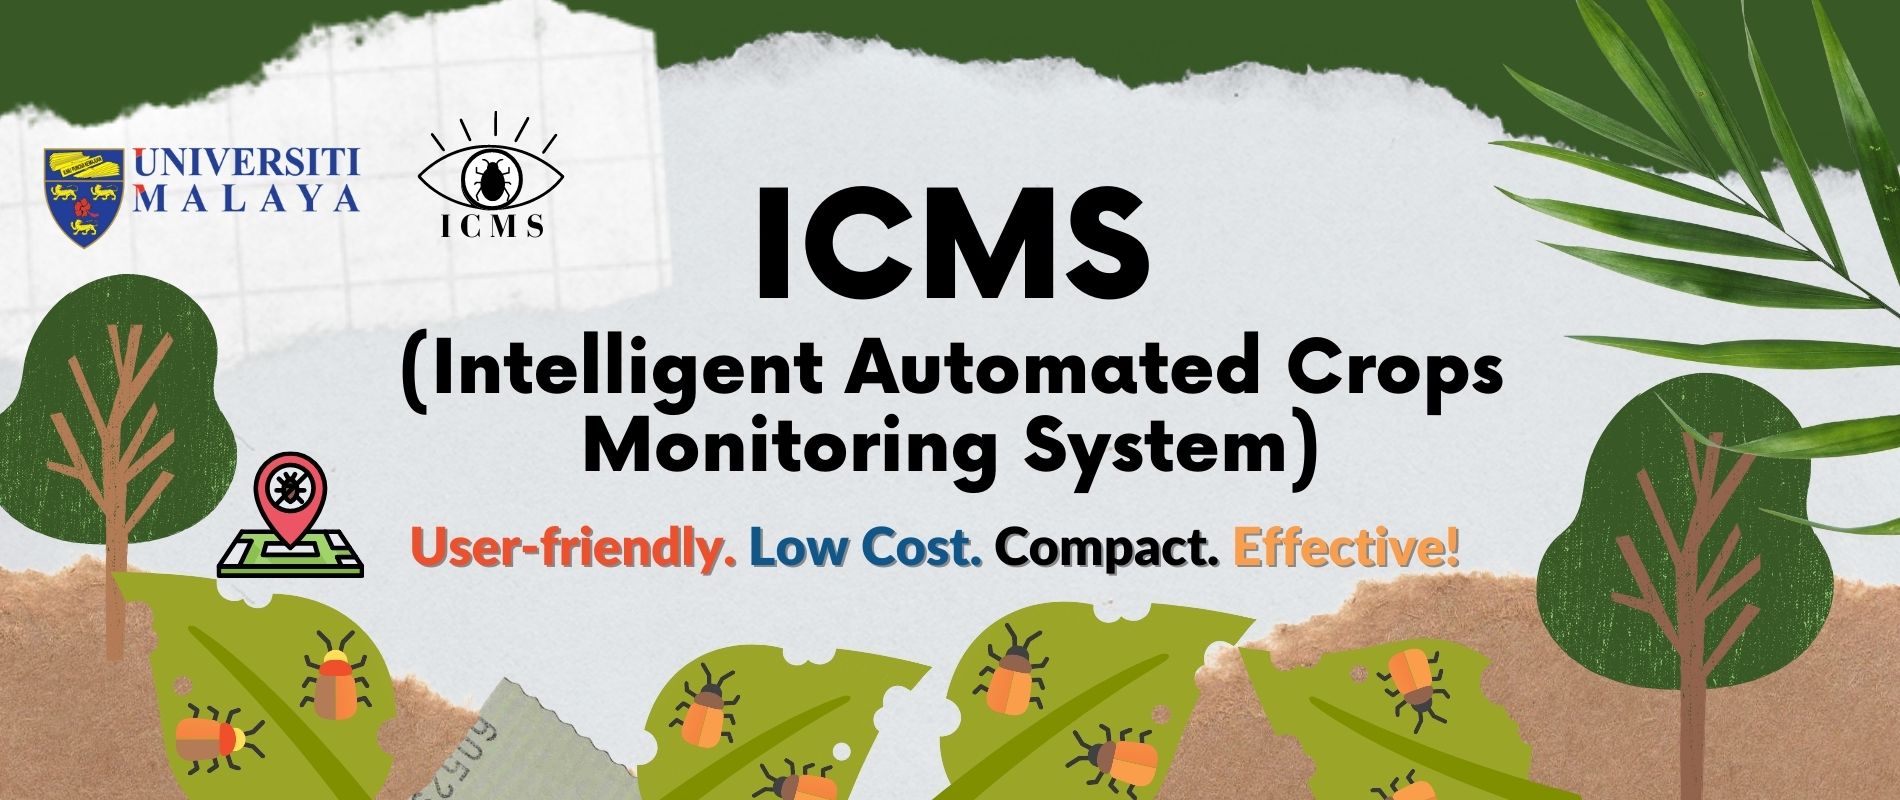 UNIVERSITI
MALAYA
ICMS
ICMS
(Intelligent Automated Crops
Monitoring System)
User-friendly. Low Cost. Compact. Effective!